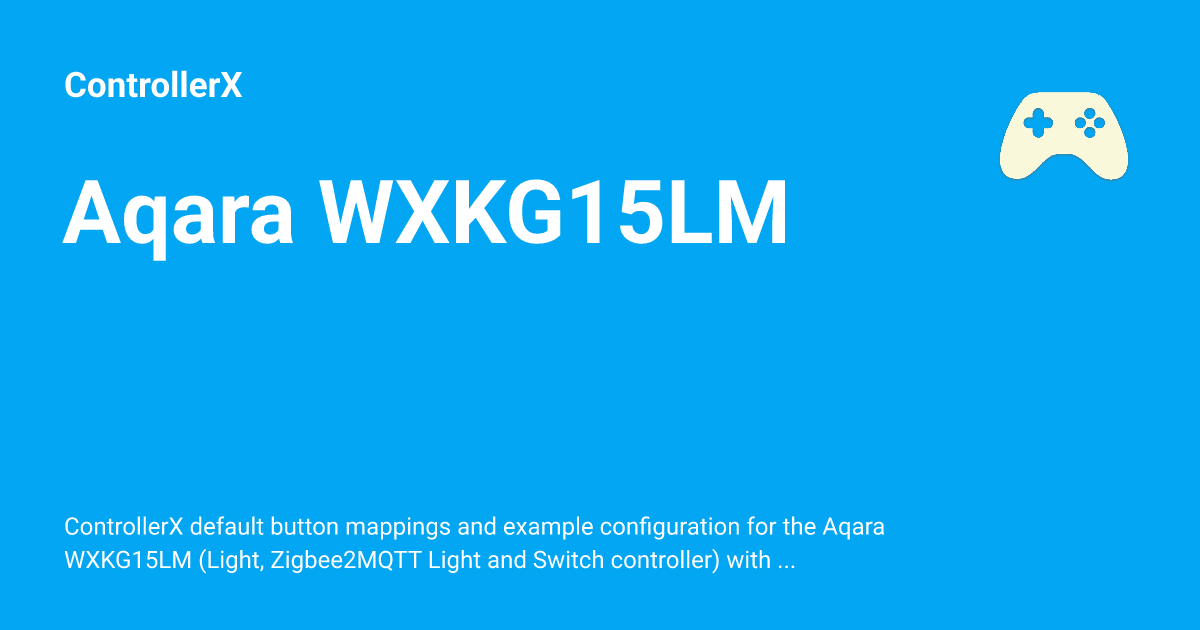 ControllerX
Aqara WXKG15LM
ControllerX default button mappings and example configuration for the Aqara
WXKG15LM (Light, Zigbee2MQTT Light and Switch controller) with ...